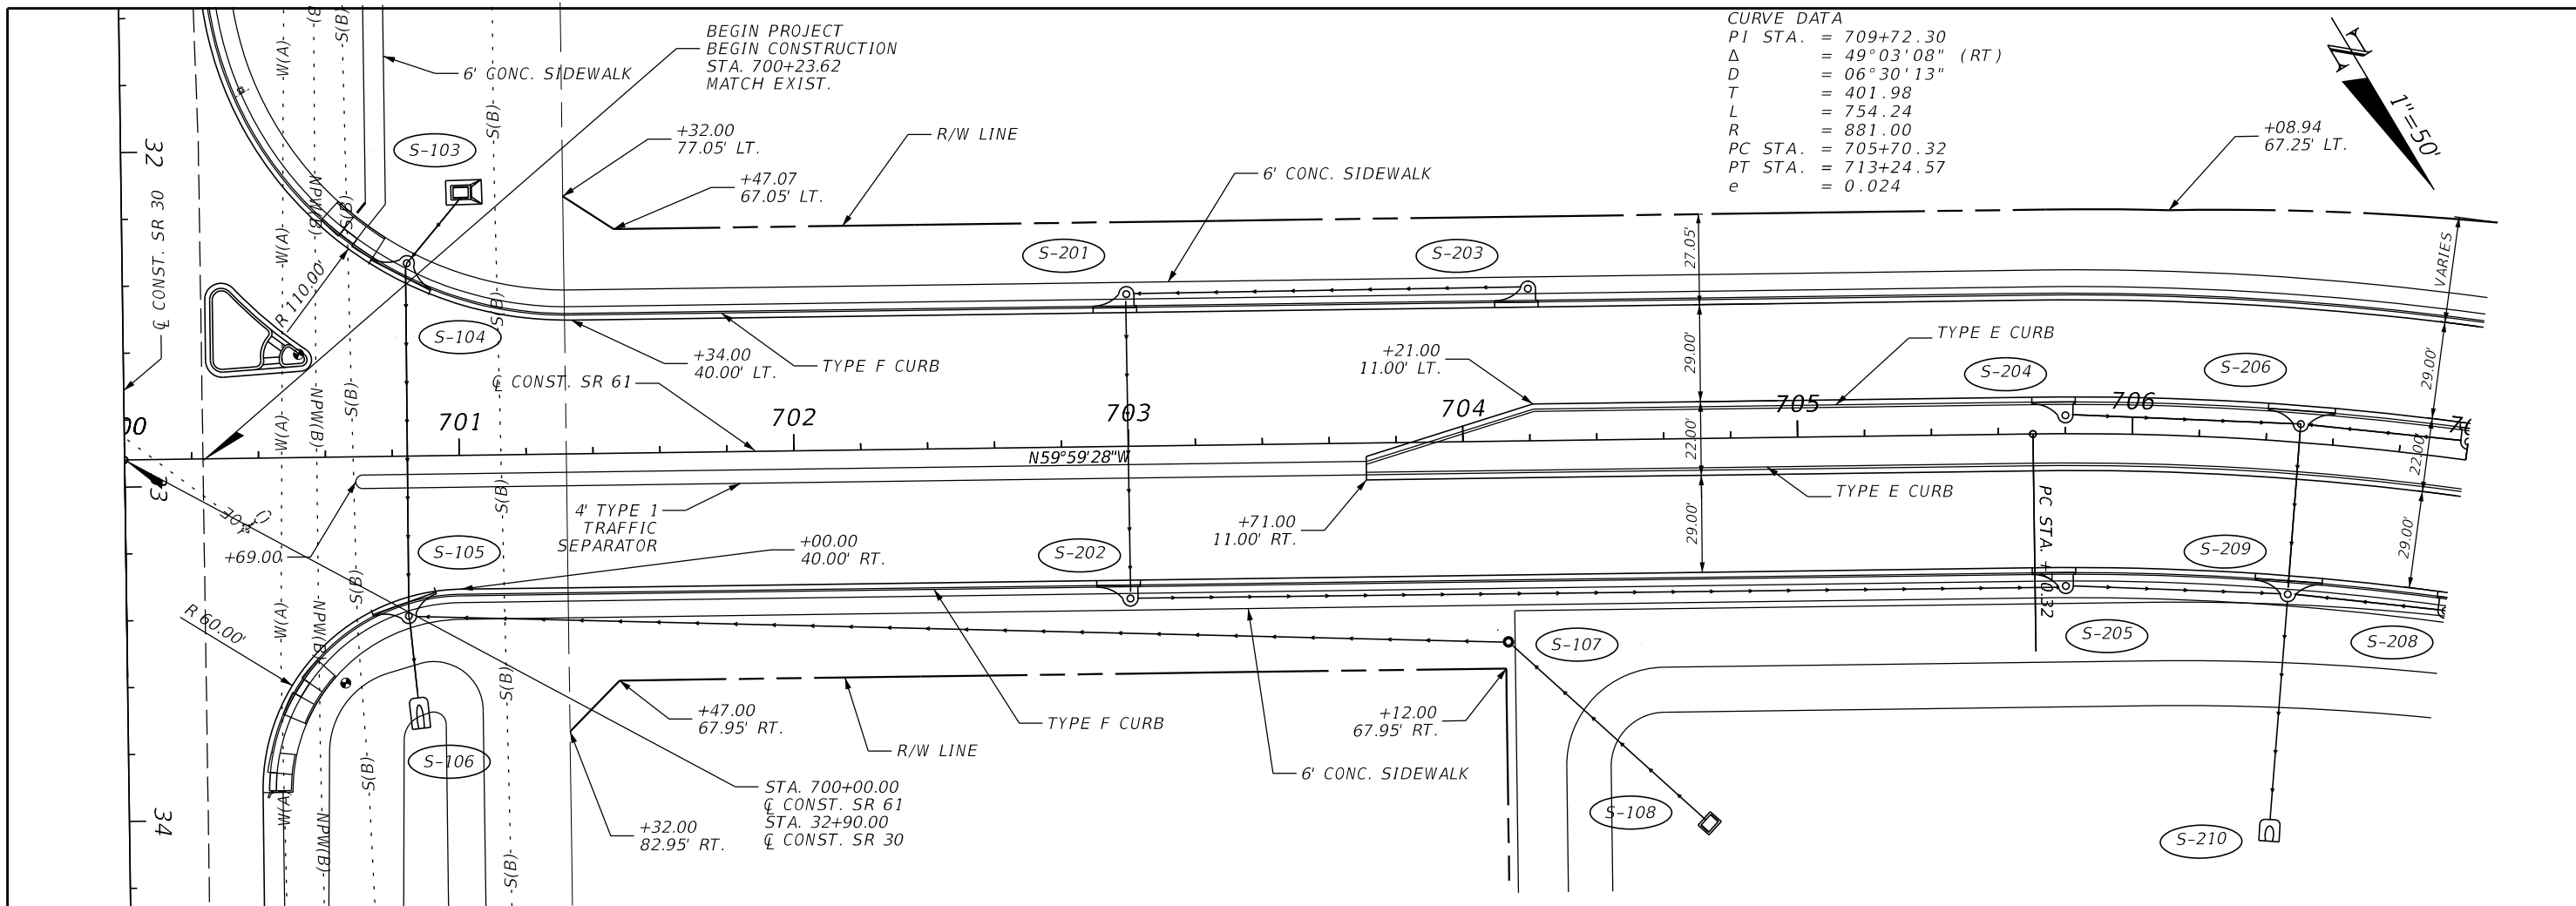 CURVE DATA
PI STA. = 709+72.30
Δ = 49°03'08" (RT)
D = 06°30'13"
T = 401.98
L = 754.24
R = 881.00
PC STA. = 705+70.32
PT STA. = 713+24.57
e = 0.024
N
1"=50'
BEGIN PROJECT
BEGIN CONSTRUCTION
STA. 700+23.62
MATCH EXIST.
6' CONC. SIDEWALK
W(A)
S(B)
S(B)
B)
S-103
+32.00
77.05' LT.
R/W LINE
+47.07
67.05' LT.
6' CONC. SIDEWALK
+08.94
67.25' LT.
32
℄ CONST. SR 30
NPW(B)
S(B)
W(A)
R 110.00'
S-201
S-203
27.05'
VARIES
S(B)
S-104
+34.00
40.00' LT.
TYPE F CURB
℄ CONST. SR 61
+21.00
11.00' LT.
29.00'
TYPE E CURB
S-204
S-206
29.00'
S(B)
NPW(B)
W(A)
00
701
702
703
704
705
706
N59°59'28"W
22.00'
22.00'
33
S(B)
4' TYPE 1
TRAFFIC
SEPARATOR
TYPE E CURB
+71.00
11.00' RT.
29.00'
29.00'
+69.00
S-105
+00.00
40.00' RT.
S-202
S-209
PC STA. +70.32
S(B)
W(A)
NPW(B)
R 60.00'
S-107
S-205
S-208
S(B)
+47.00
67.95' RT.
TYPE F CURB
+12.00
67.95' RT.
R/W LINE
6' CONC. SIDEWALK
S-106
S(B)
STA. 700+00.00
℄ CONST. SR 61
STA. 32+90.00
℄ CONST. SR 30
+32.00
82.95' RT.
S-108
S-210
34
W(A
NPW(B)
S(B)